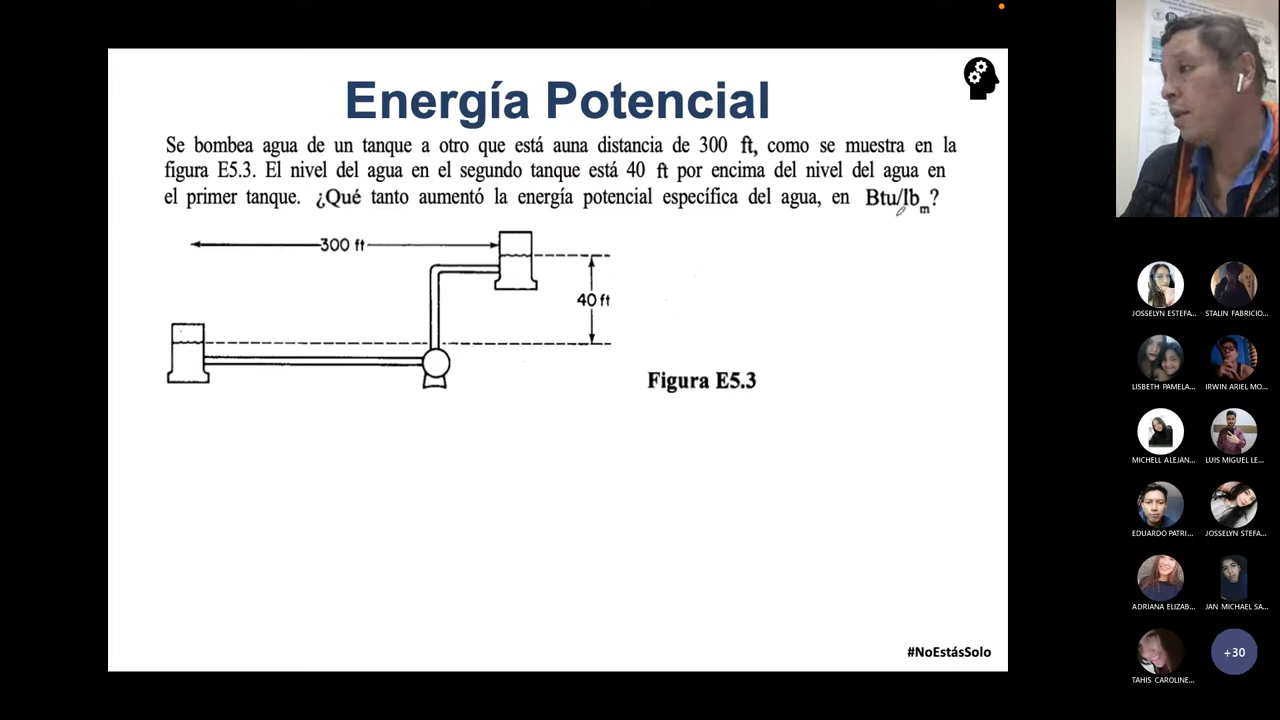 Energía Potencial
Se bombea agua de un tanque a otro que está auna distancia de 300 ft, como se muestra en la
figura E5.3. El nivel del agua en el segundo tanque está 40 ft por encima del nivel del agua en
el primer tanque. ¿Qué tanto aumentó la energía potencial específica del agua, en Btu/lbm?
300 ft
40 ft
Figura E5.3
#NoEstásSolo
JOSSELYN ESTEFA...
STALIN FABRICIO...
LISBETH PAMELA...
IRWIN ARIEL MO...
MICHELL ALEJAN...
LUIS MIGUEL LE...
EDUARDO PATRI...
JOSSELYN STEFA...
ADRIANA ELIZAB...
JAN MICHAEL SA...
TAHIS CAROLINE...
+30